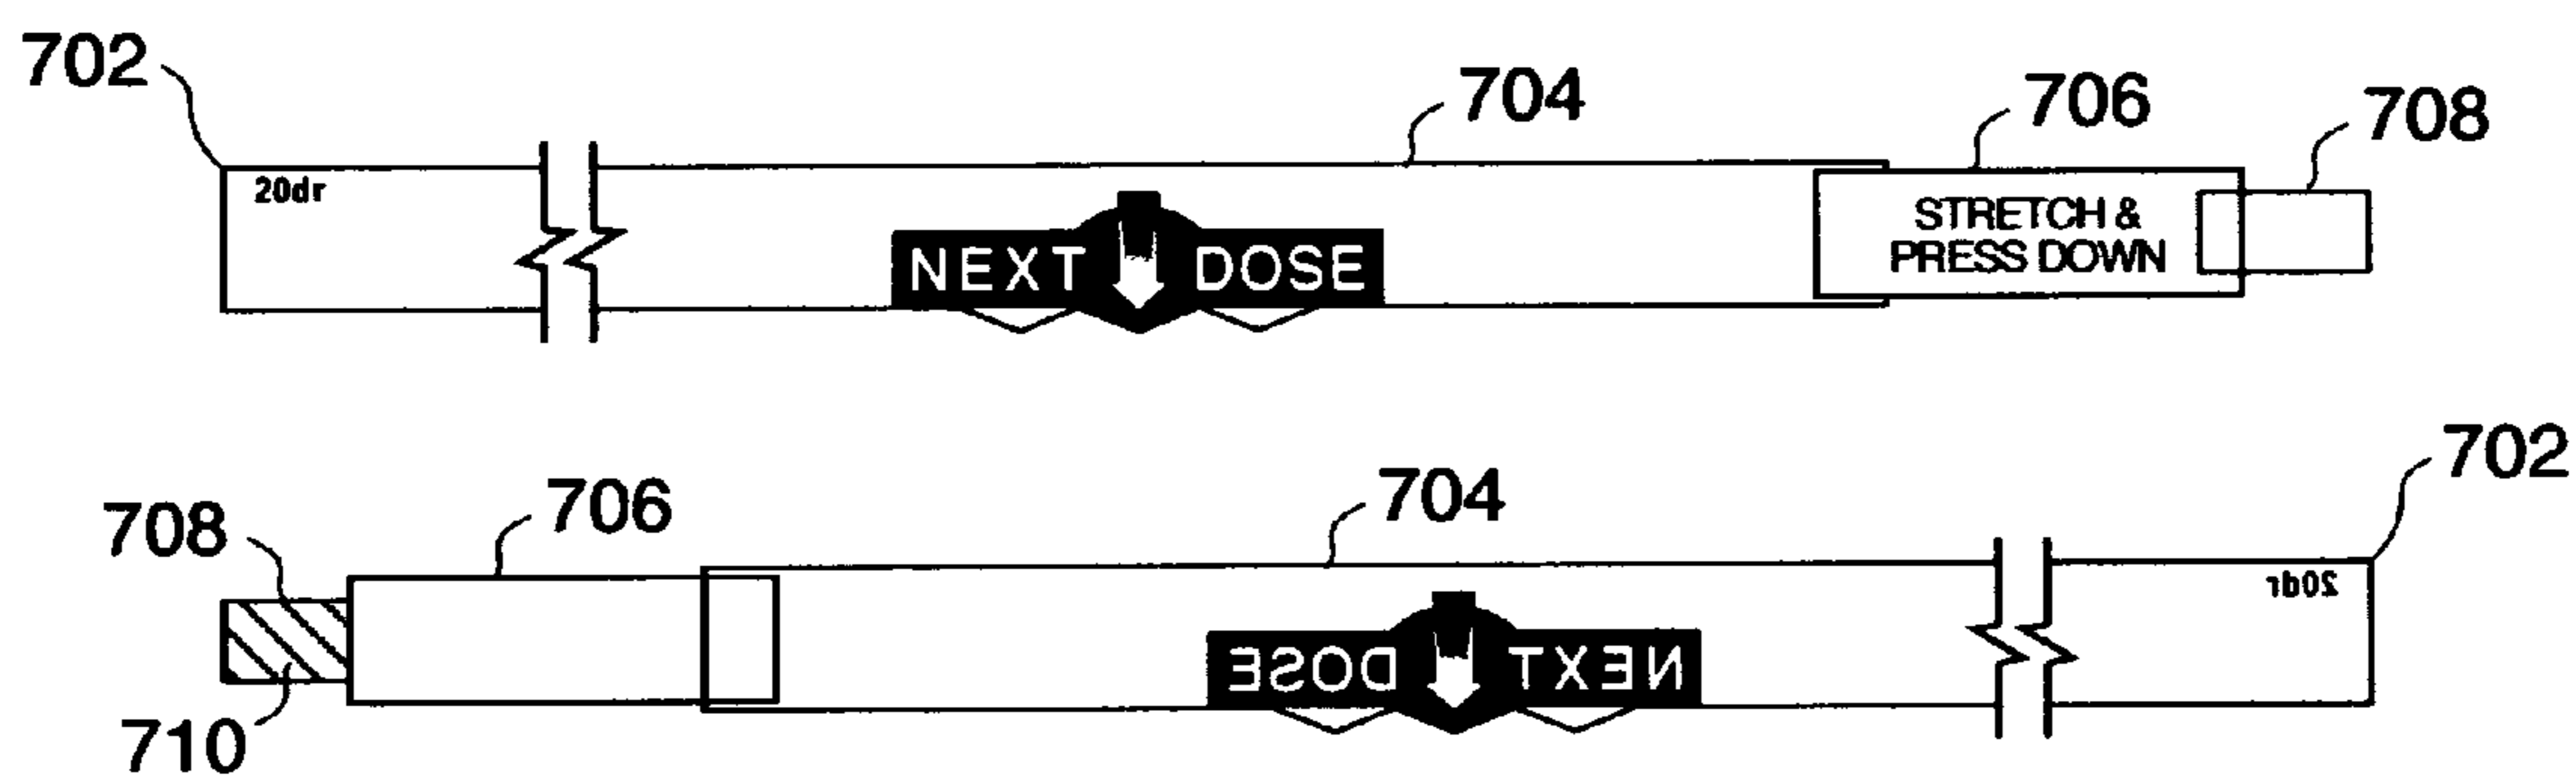 702
704
706
708
20dr
STRETCH &
PRESS DOWN
NEXT DOSE
702
704
706
708
20dr
DOSE NEXT
710